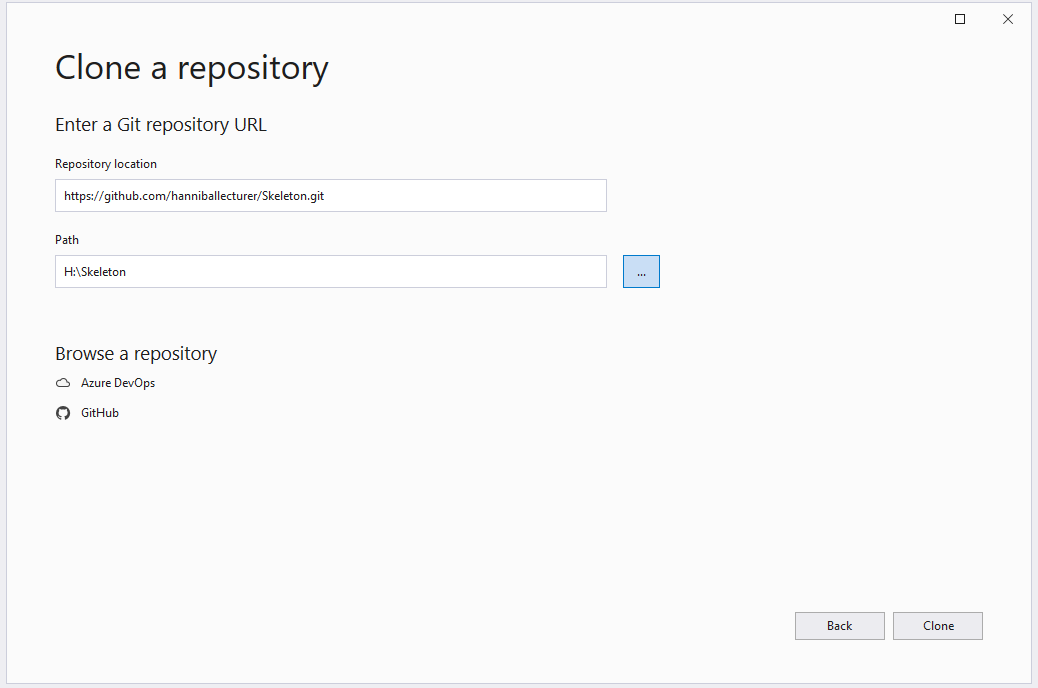 Clone a repository
Enter a Git repository URL
Repository location
https://github.com/hanniballecturer/Skeleton.git
Path
H:\Skeleton
...
Browse a repository
Azure DevOps
GitHub
Back
Clone